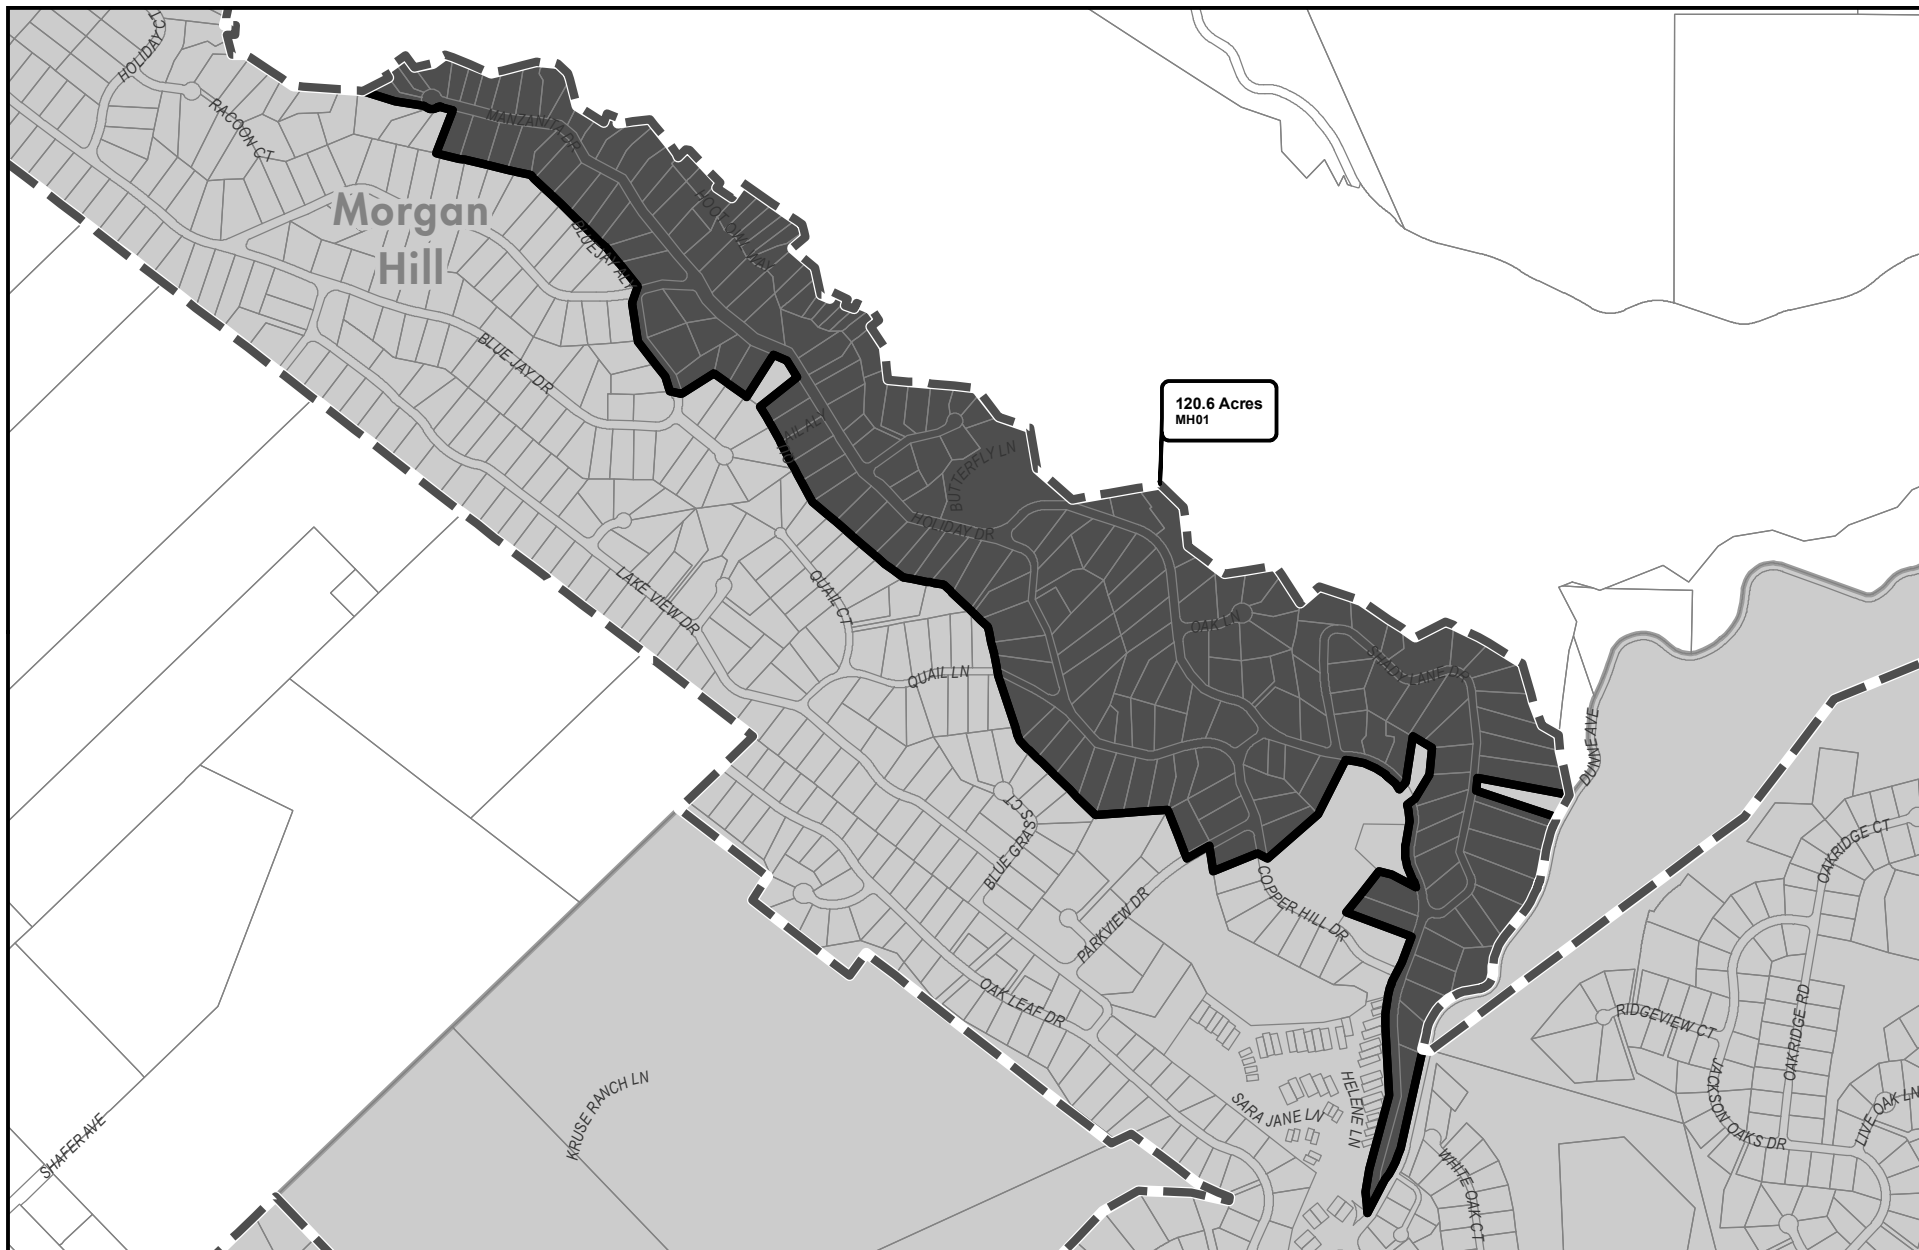 HOLIDAY CT
RACOON CT
MANZANITA DR
HOOT OWL WAY
Morgan
Hill
BLUEJAY ALY
BLUE JAY DR
120.6 Acres
MH01
QUAIL ALY
BUTTERFLY LN
HOLIDAY DR
LAKE VIEW DR
QUAIL CT
OAK LN
QUAIL LN
SHADY LANE DR
DUNNE AVE
BLUE GRASS CT
OAKRIDGE CT
PARKVIEW DR
COPPER HILL DR
OAK LEAF DR
RIDGEVIEW CT
OAKRIDGE RD
JACKSON OAKS DR
LIVE OAK LN
KRUSE RANCH LN
SARA JANE LN
HELENE LN
WHITE OAK CT
SHAFER AVE